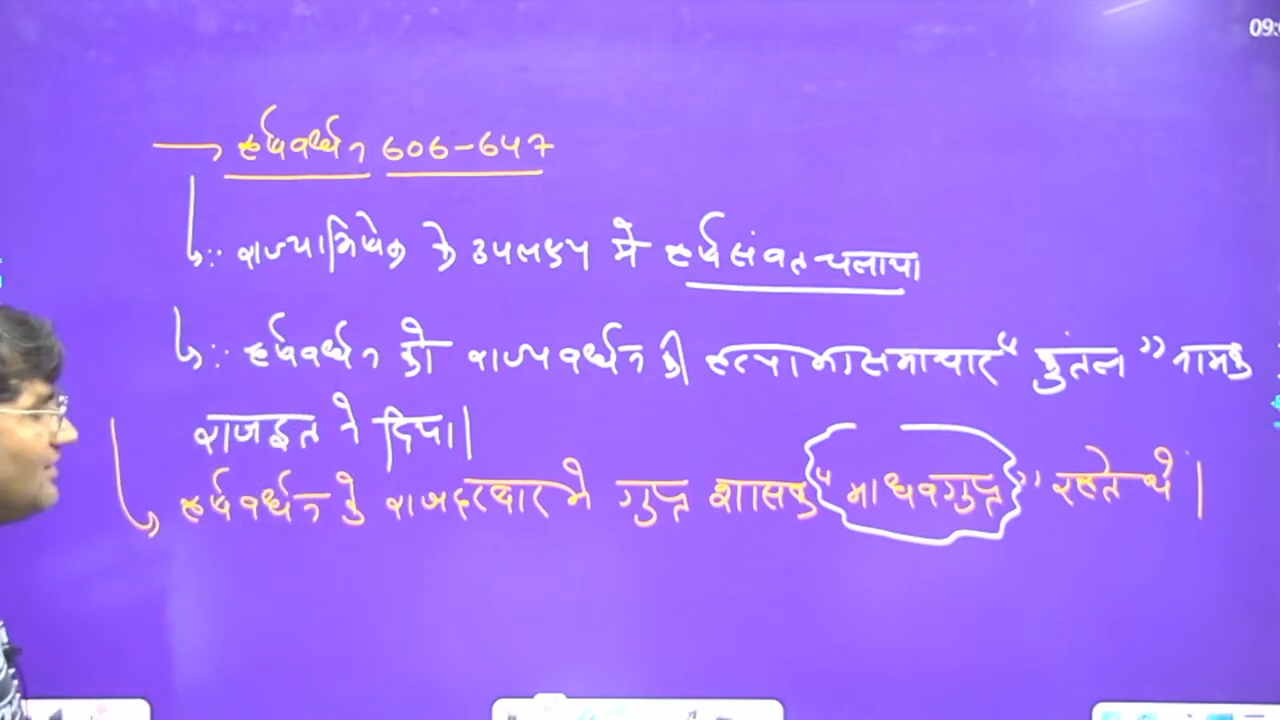 09:
→ हर्षवर्धन 606-647
राज्याभिषेक के उपलक्ष्य में हर्ष संवत चलाया
हर्षवर्धन को राज्यवर्धन की हत्या का समाचार "कुंतल" नामक
राजदूत ने दिया।
हर्षवर्धन के राजदरबार में गुप्त शासक "माधवगुप्त" रहते थे।